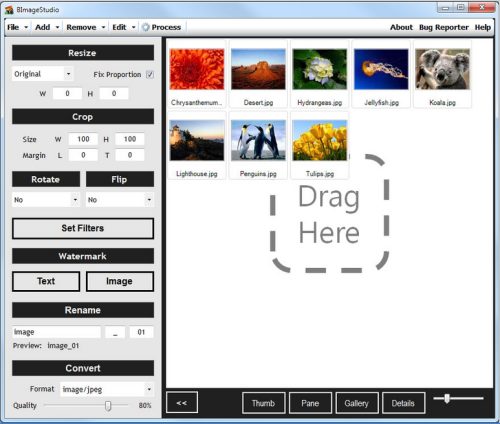 BImageStudio
File Add Remove Edit Process About Bug Reporter Help
Resize
Original Fix Proportion
W 0 H 0
Crop
Size W 100 H 100
Margin L 0 T 0
Rotate Flip
No No
Set Filters
Watermark
Text Image
Rename
image _ 01
Preview: image_01
Convert
Format image/jpeg
Quality 80%
Chrysanthemum... Desert.jpg Hydrangeas.jpg Jellyfish.jpg Koala.jpg
Lighthouse.jpg Penguins.jpg Tulips.jpg
Drag
Here
<< Thumb Pane Gallery Details